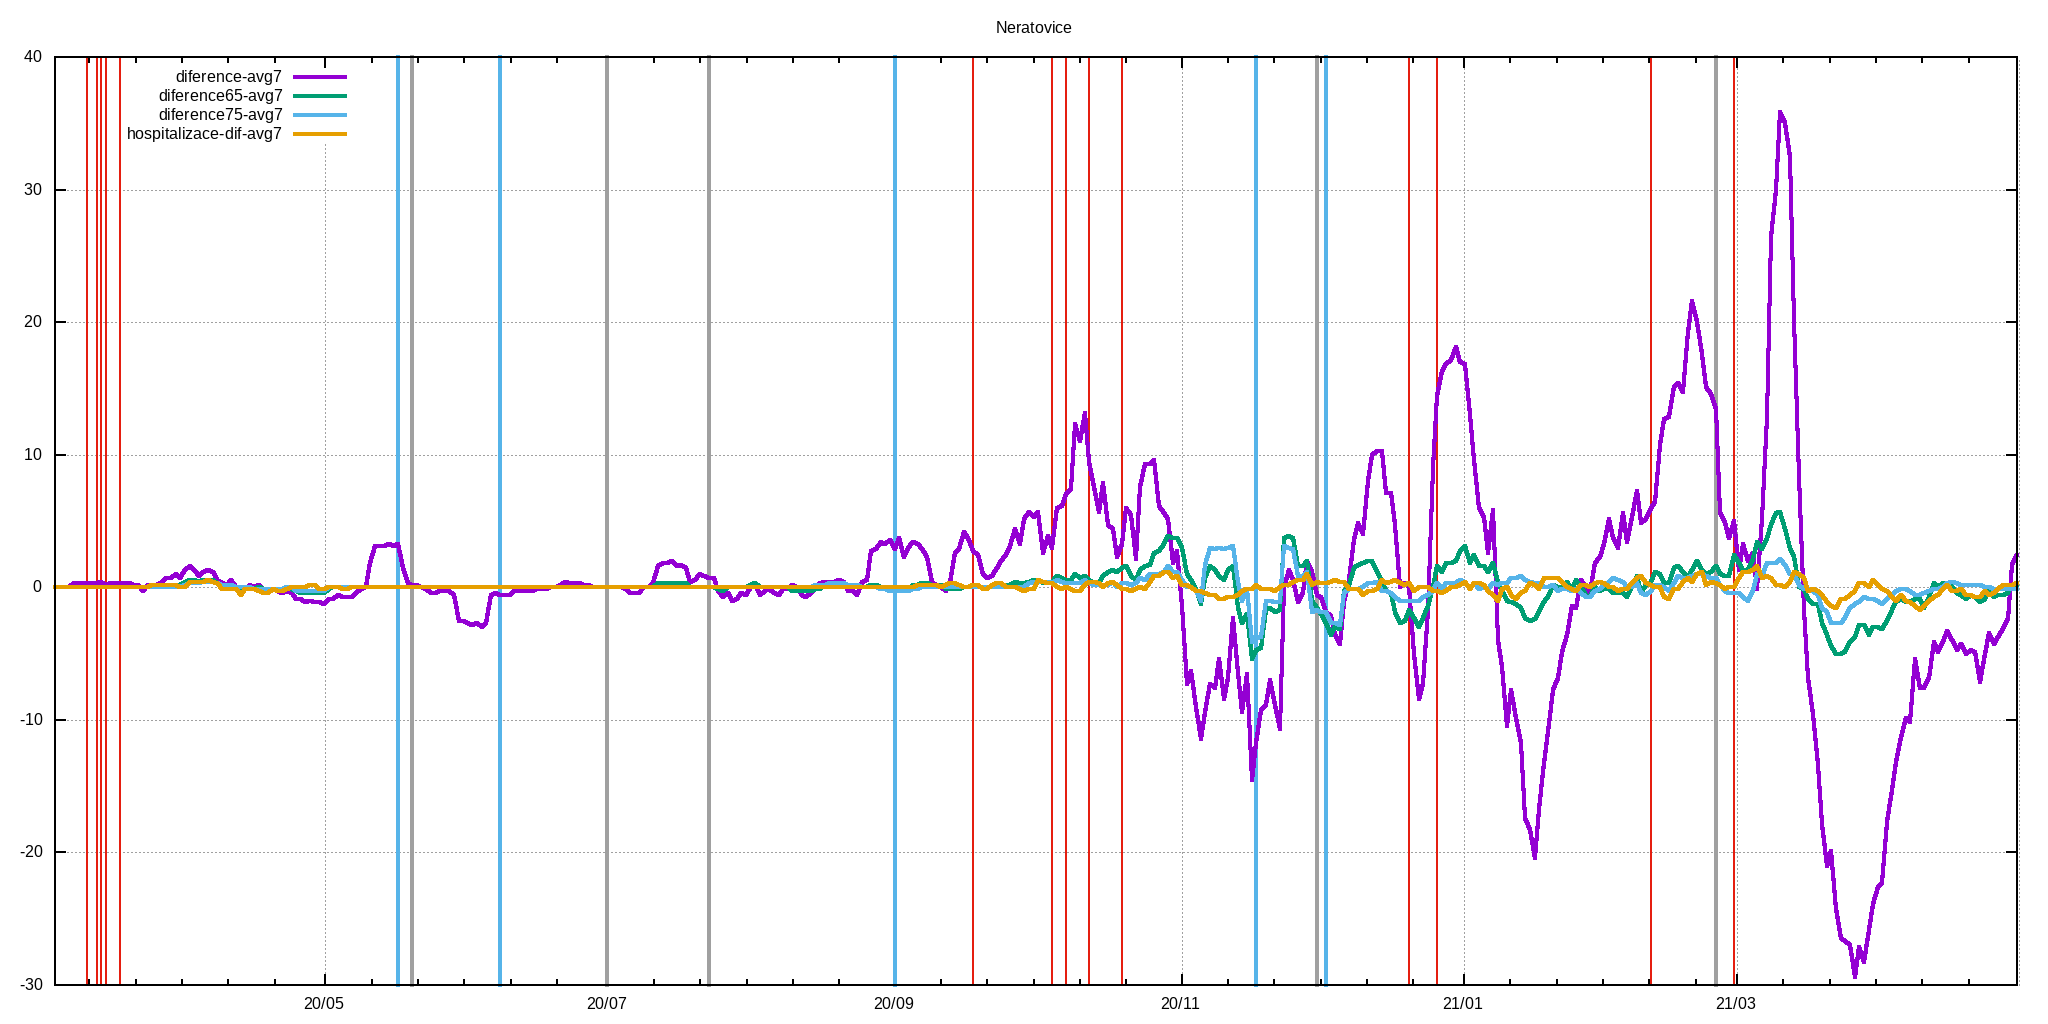 Neratovice
40
30
20
10
0
-10
-20
-30
diference-avg7
diference65-avg7
diference75-avg7
hospitalizace-dif-avg7
20/05 20/07 20/09 20/11 21/01 21/03